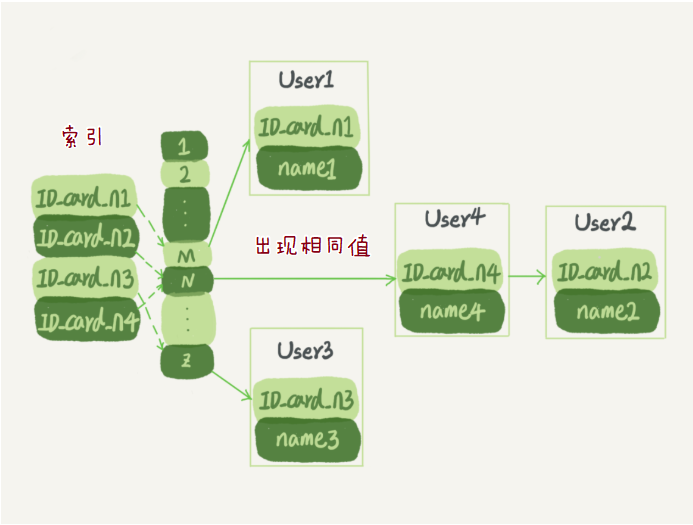 索引
ID_card_n1
ID_card_n2
ID_card_n3
ID_card_n4
1
2
M
N
Z
User1
ID_card_n1
name1
出现相同值
User4
ID_card_n4
name4
User2
ID_card_n2
name2
User3
ID_card_n3
name3